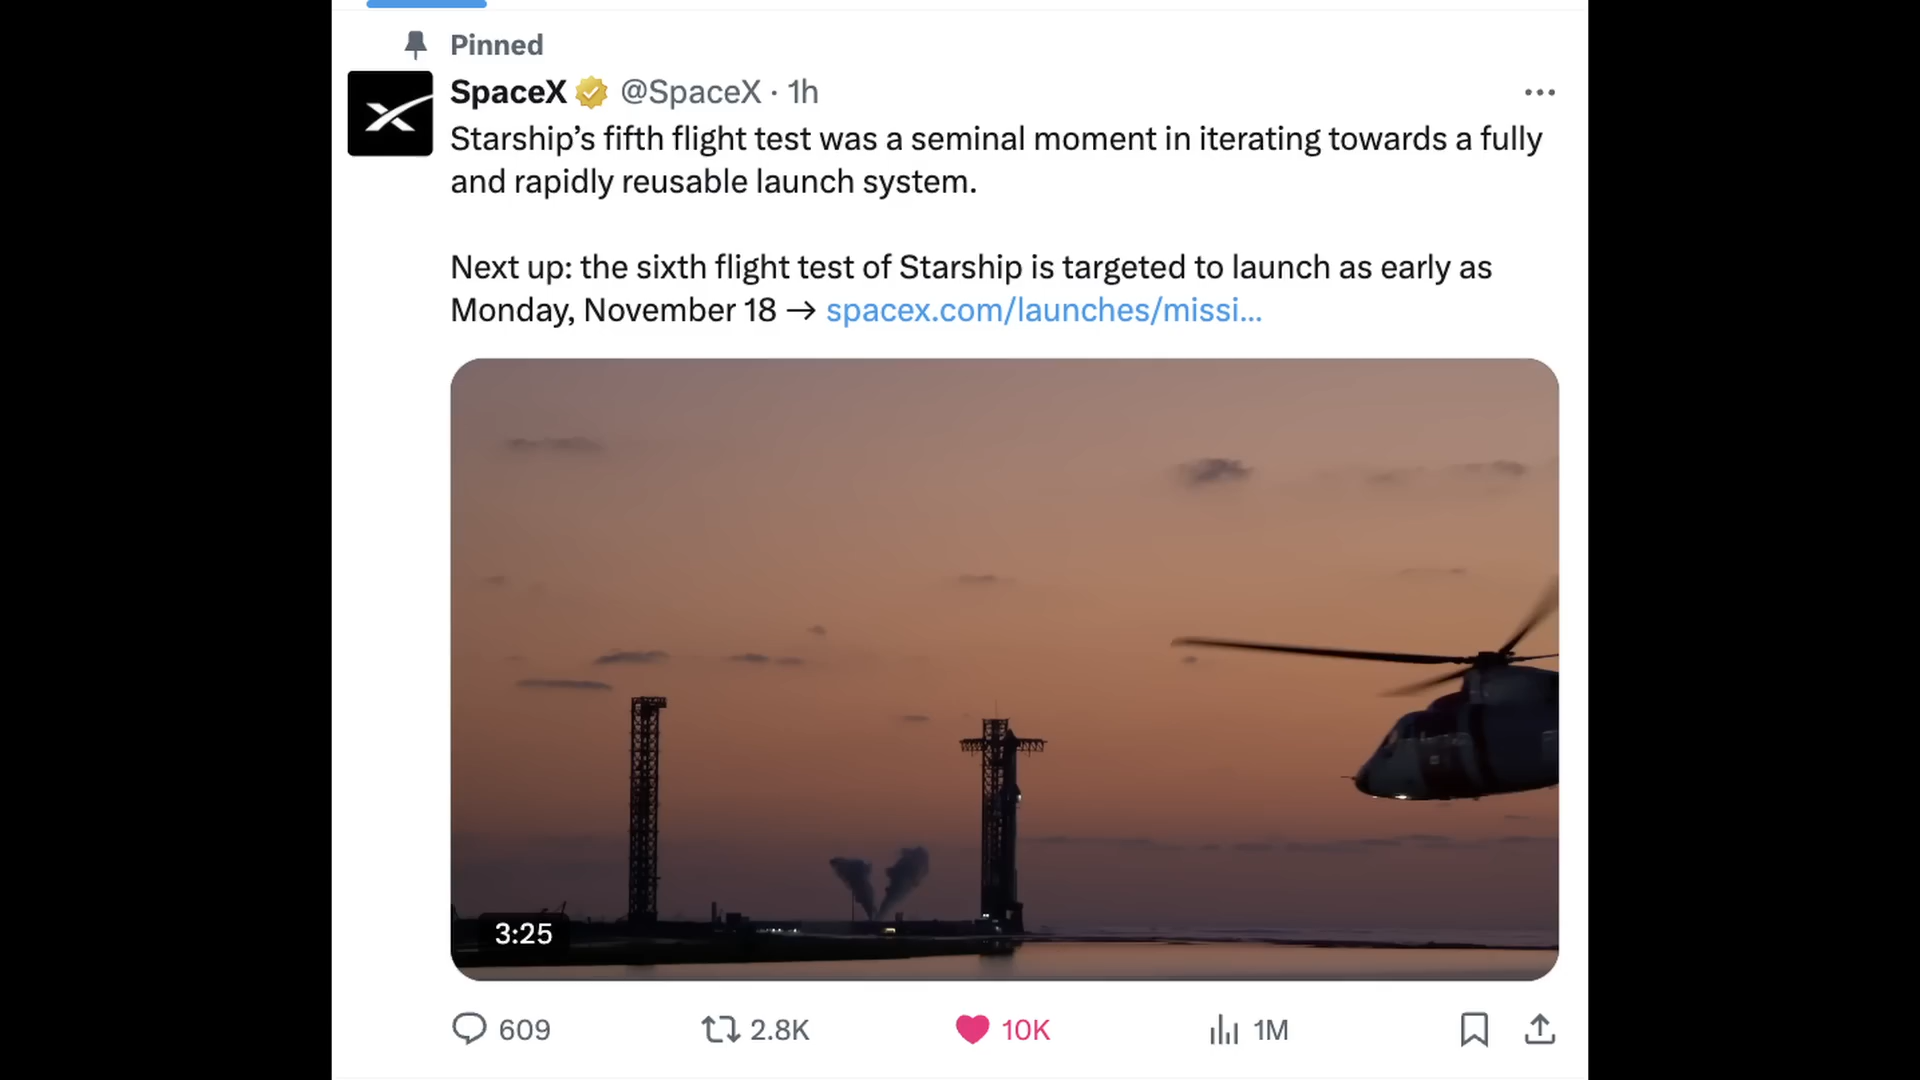 Pinned
SpaceX @SpaceX · 1h
Starship’s fifth flight test was a seminal moment in iterating towards a fully
and rapidly reusable launch system.
Next up: the sixth flight test of Starship is targeted to launch as early as
Monday, November 18 → spacex.com/launches/missi...
3:25
609 2.8K 10K 1M